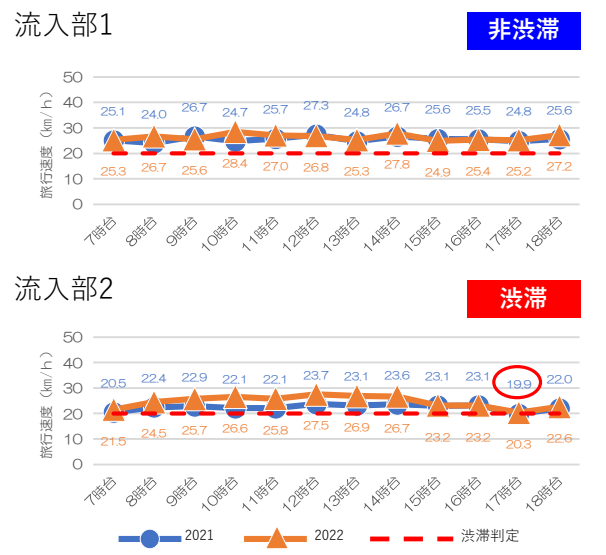 流入部1
非渋滞
旅行速度（km/h）
50
40
30
20
10
0
25.1 24.0 26.7 24.7 25.7 27.3 24.8 26.7 25.6 25.5 24.8 25.6
25.3 26.7 25.6 28.4 27.0 26.8 25.3 27.8 24.9 25.4 25.2 27.2
7時台 8時台 9時台 10時台 11時台 12時台 13時台 14時台 15時台 16時台 17時台 18時台
流入部2
渋滞
旅行速度（km/h）
50
40
30
20
10
0
20.5 22.4 22.9 22.1 22.1 23.7 23.1 23.6 23.1 23.1 19.9 22.0
21.5 24.5 25.7 26.6 25.8 27.5 26.9 26.7 23.2 23.2 20.3 22.6
7時台 8時台 9時台 10時台 11時台 12時台 13時台 14時台 15時台 16時台 17時台 18時台
2021 2022 渋滞判定